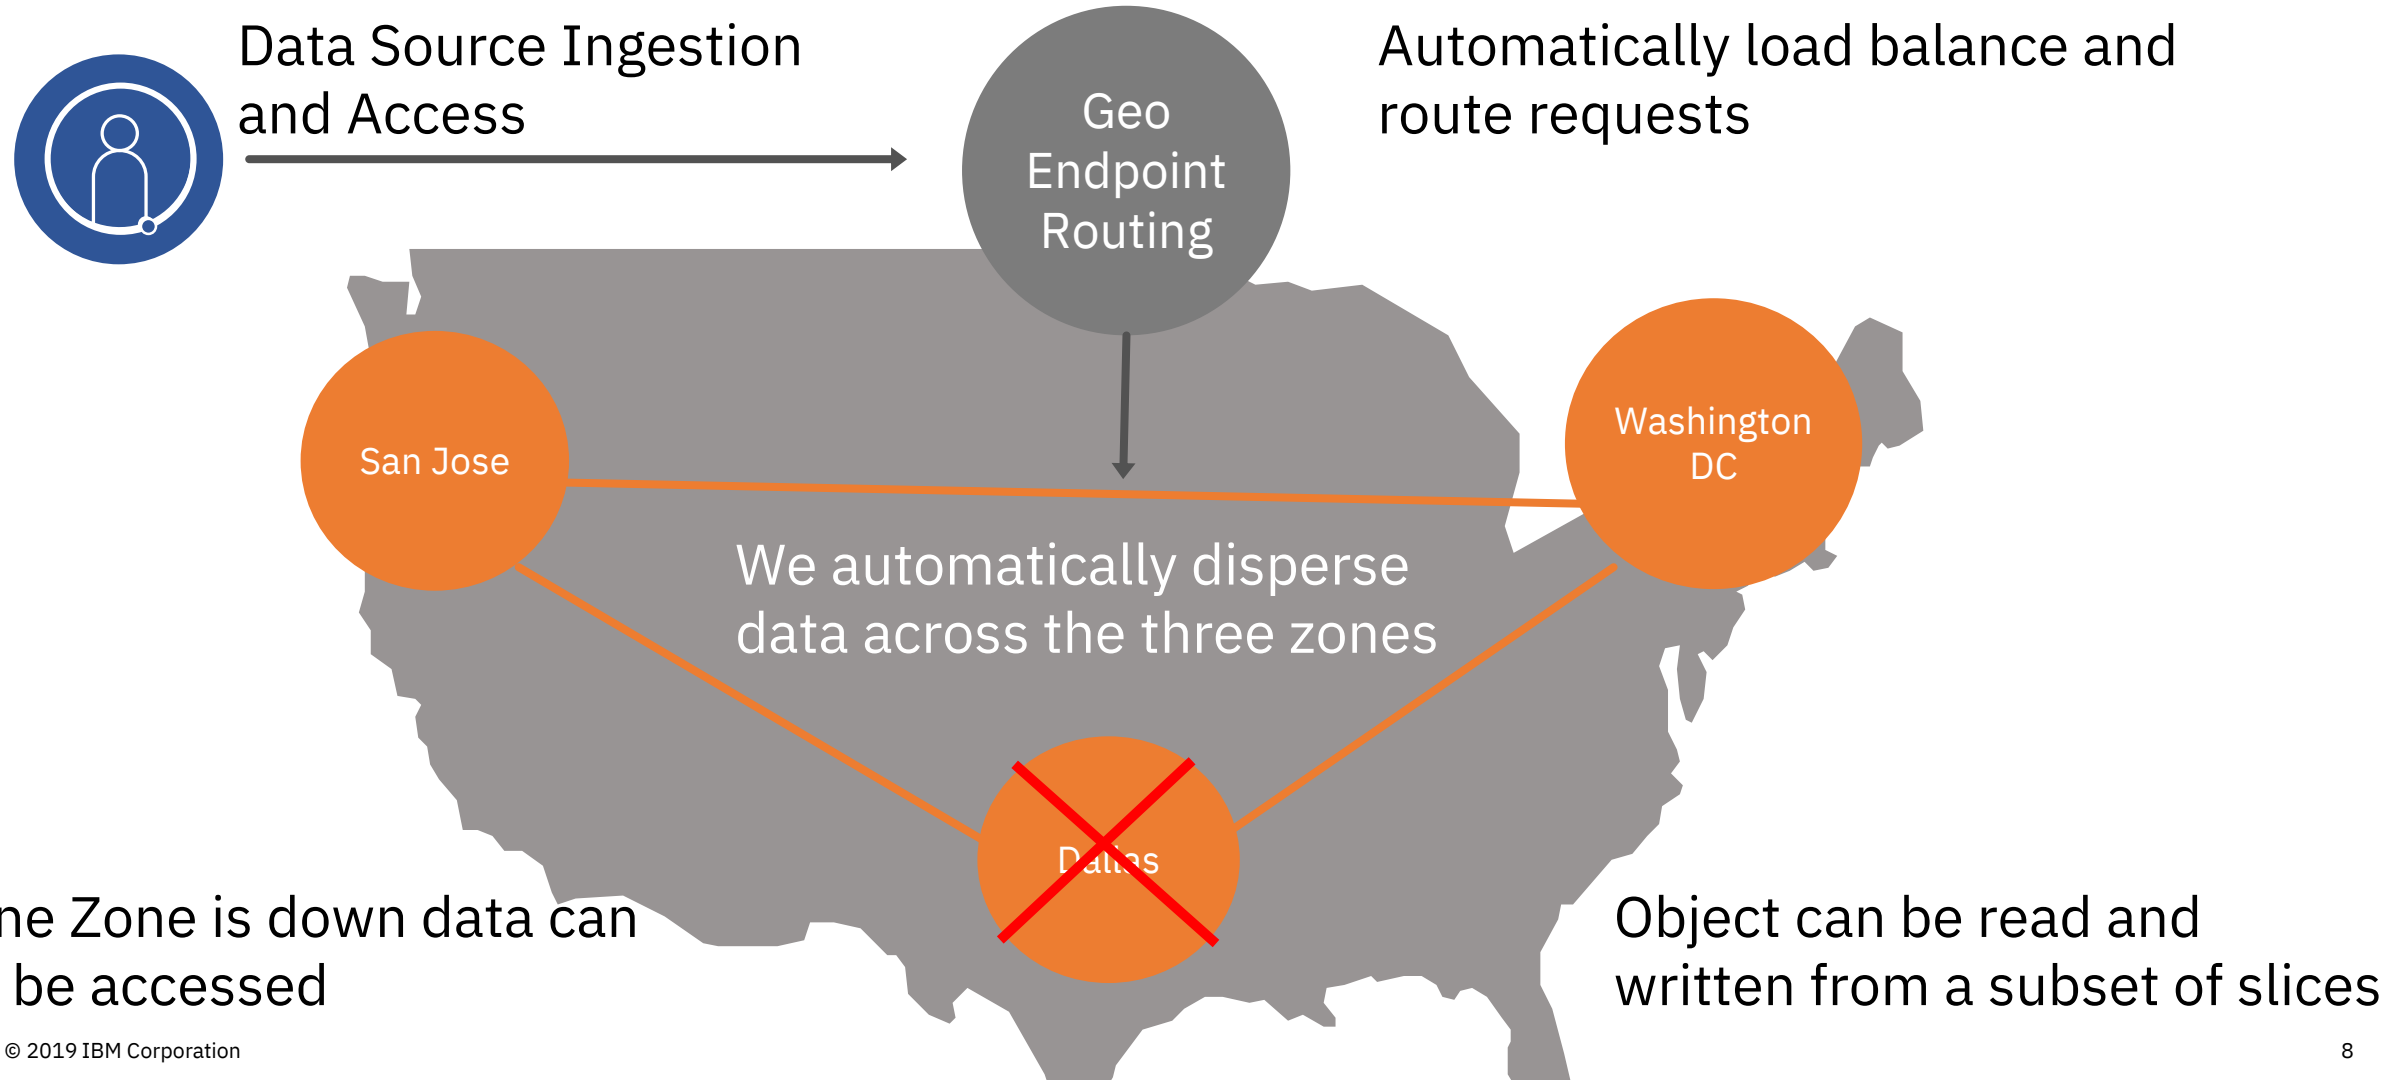 Data Source Ingestion
and Access
Geo
Endpoint
Routing
Automatically load balance and
route requests
San Jose
Washington
DC
We automatically disperse
data across the three zones
Dallas
ne Zone is down data can
be accessed
Object can be read and
written from a subset of slices
© 2019 IBM Corporation
8